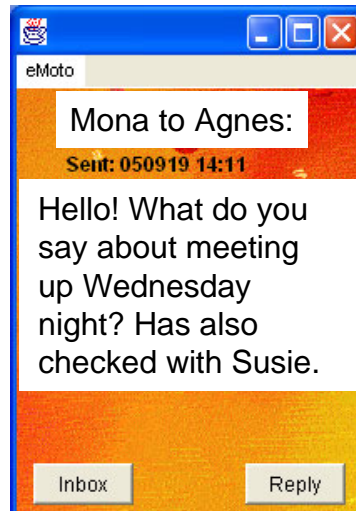 eMoto
Mona to Agnes:
Sent: 050919 14:11
Hello! What do you
say about meeting
up Wednesday
night? Has also
checked with Susie.
Inbox
Reply